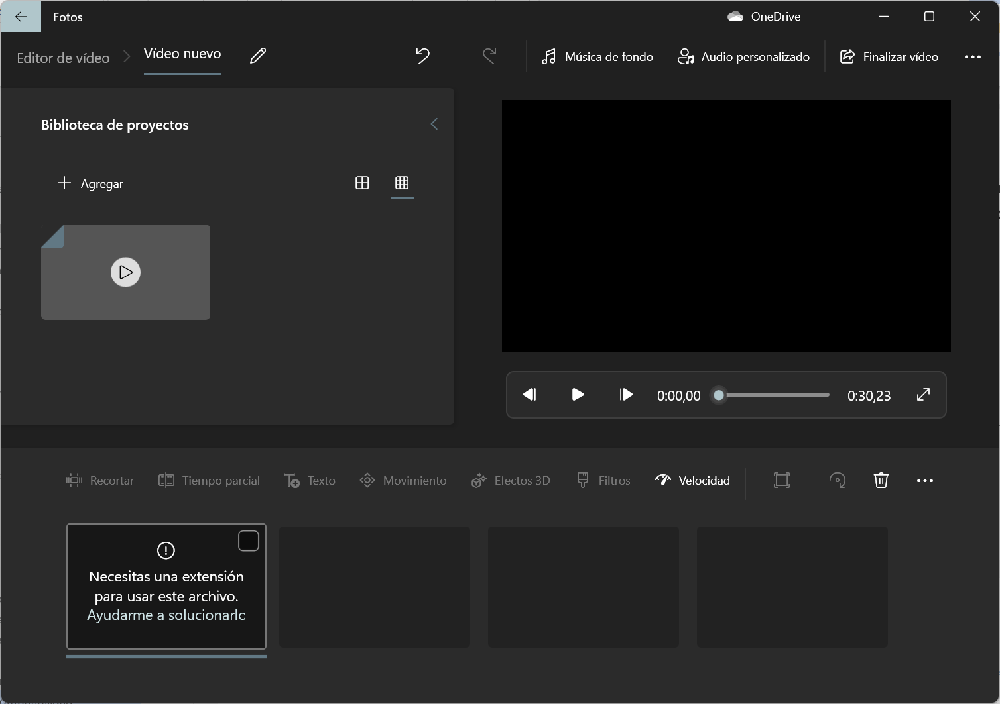 Fotos
OneDrive
Editor de vídeo
Vídeo nuevo
Música de fondo
Audio personalizado
Finalizar vídeo
Biblioteca de proyectos
Agregar
0:00,00
0:30,23
Recortar
Tiempo parcial
Texto
Movimiento
Efectos 3D
Filtros
Velocidad
Necesitas una extensión
para usar este archivo.
Ayudarme a solucionarlo